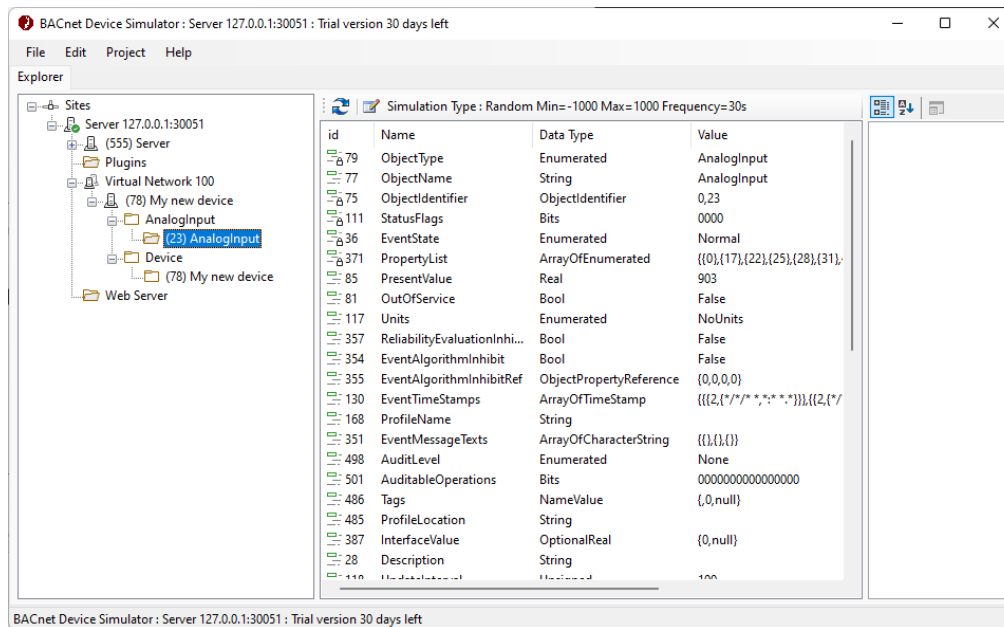 BACnet Device Simulator : Server 127.0.0.1:30051 : Trial version 30 days left
File Edit Project Help
Explorer
Sites
Server 127.0.0.1:30051
(555) Server
Plugins
Virtual Network 100
(78) My new device
AnalogInput
(23) AnalogInput
Device
(78) My new device
Web Server
Simulation Type : Random Min=-1000 Max=1000 Frequency=30s
id Name Data Type Value
79 ObjectType Enumerated AnalogInput
77 ObjectName String AnalogInput
75 ObjectIdentifier ObjectIdentifier 0,23
111 StatusFlags Bits 0000
36 EventState Enumerated Normal
371 PropertyList ArrayOfEnumerated {{0},{17},{22},{25},{28},{31},
85 PresentValue Real 903
81 OutOfService Bool False
117 Units Enumerated NoUnits
357 ReliabilityEvaluationInhi... Bool False
354 EventAlgorithmInhibit Bool False
355 EventAlgorithmInhibitRef ObjectPropertyReference {0,0,0,0}
130 EventTimeStamps ArrayOfTimeStamp {{{2,{*/*/* *,*:* *.*}}},{{2,{*/
168 ProfileName String
351 EventMessageTexts ArrayOfCharacterString {{},{},{}}
498 AuditLevel Enumerated None
501 AuditableOperations Bits 0000000000000000
486 Tags NameValue {,0,null}
485 ProfileLocation String
387 InterfaceValue OptionalReal {0,null}
28 Description String
118 UpdateInterval Unsigned 100
BACnet Device Simulator : Server 127.0.0.1:30051 : Trial version 30 days left